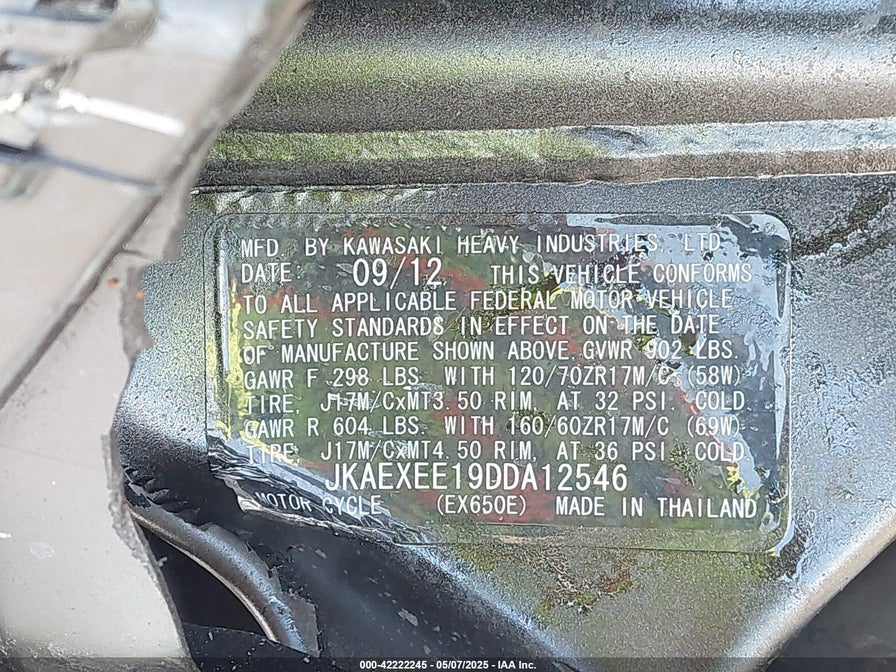 MFD. BY KAWASAKI HEAVY INDUSTRIES, LTD.
DATE: 09/12 THIS VEHICLE CONFORMS
TO ALL APPLICABLE FEDERAL MOTOR VEHICLE
SAFETY STANDARDS IN EFFECT ON THE DATE
OF MANUFACTURE SHOWN ABOVE. GVWR 902 LBS.
GAWR F 298 LBS. WITH 120/70ZR17M/C (58W)
TIRE, J17M/CxMT3.50 RIM, AT 32 PSI. COLD
GAWR R 604 LBS. WITH 160/60ZR17M/C (69W)
TIRE, J17M/CxMT4.50 RIM, AT 36 PSI. COLD
JKAEXEE19DDA12546
MOTOR CYCLE (EX650E) MADE IN THAILAND
000-42222245 - 05/07/2025 - IAA Inc.